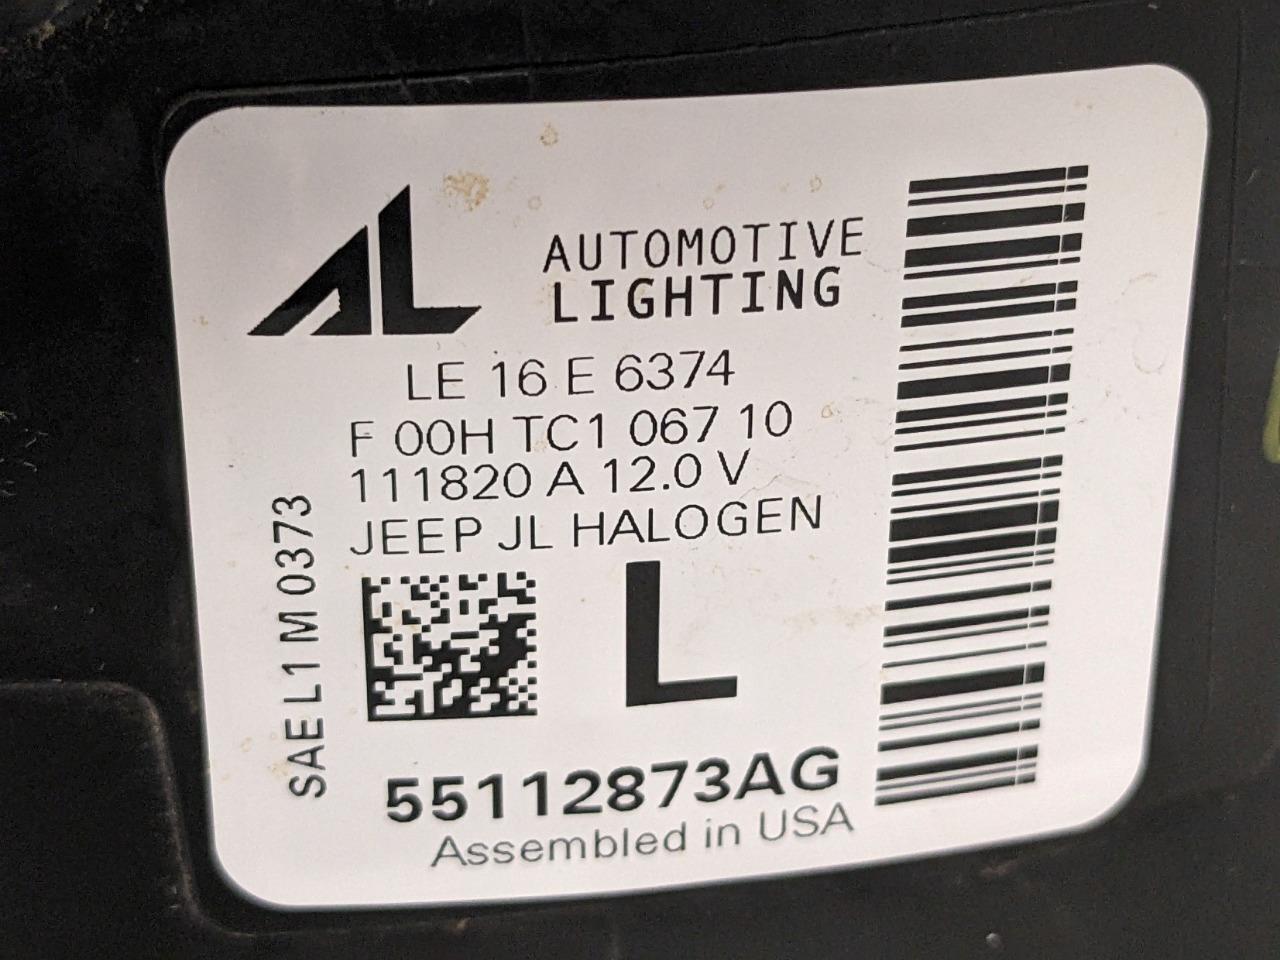 AL
AUTOMOTIVE
LIGHTING
LE 16 E 6374
F 00H TC1 067 10
111820 A 12.0 V
JEEP JL HALOGEN
SAE L1 M 0373
L
55112873AG
Assembled in USA